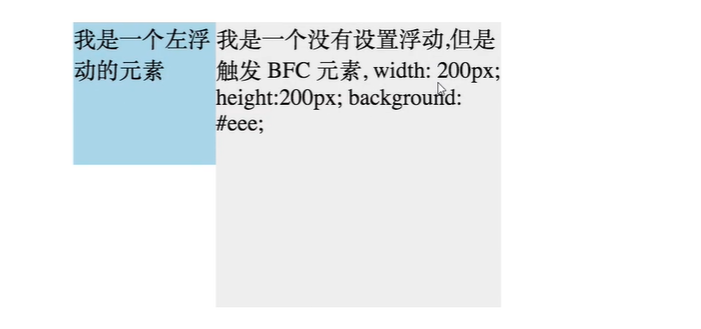 我是一个左浮
动的元素
我是一个没有设置浮动,但是
触发 BFC 元素, width: 200px;
height:200px; background:
#eee;